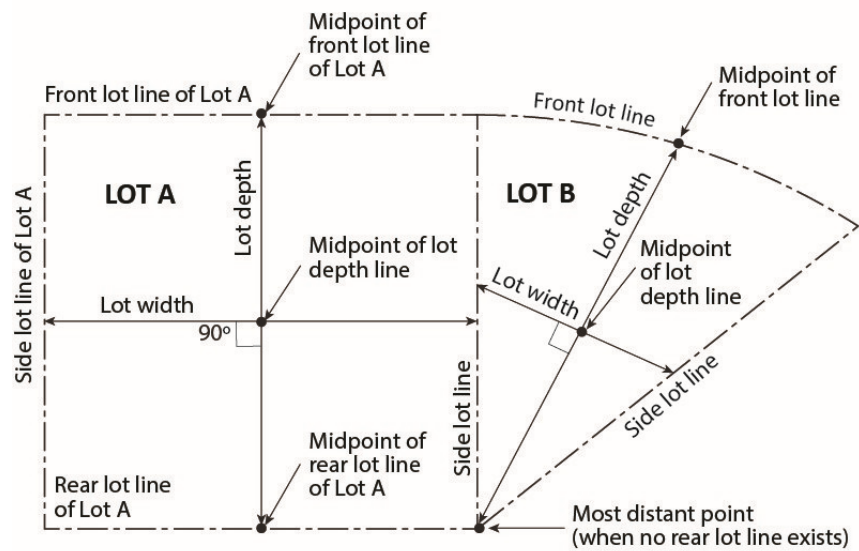 Midpoint of
front lot line
of Lot A
Front lot line of Lot A
Front lot line
Midpoint of
front lot line
LOT A
Lot depth
LOT B
Lot depth
Side lot line of Lot A
Midpoint of lot
depth line
Midpoint
of lot
depth line
Lot width
Lot width
90º
Side lot line
Side lot line
Midpoint of
rear lot line
of Lot A
Rear lot line
of Lot A
Most distant point
(when no rear lot line exists)